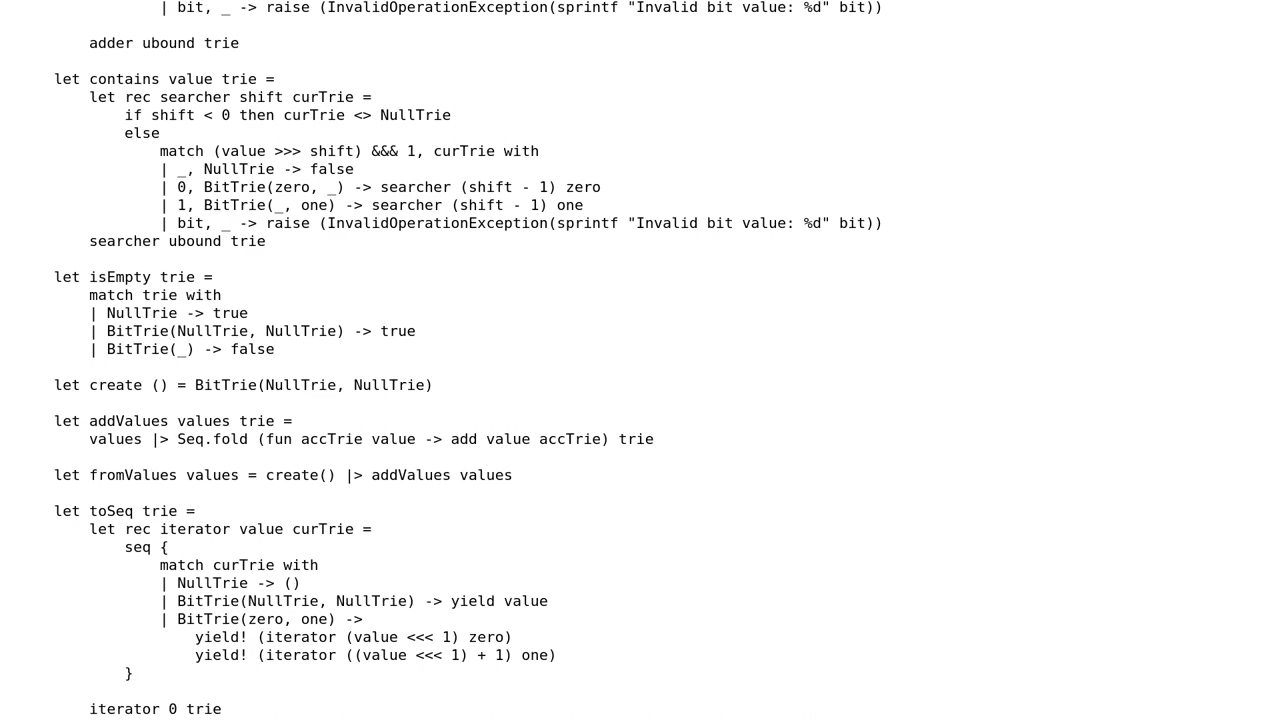 | bit, _ -> raise (InvalidOperationException(sprintf "Invalid bit value: %d" bit))

    adder ubound trie

let contains value trie =
    let rec searcher shift curTrie =
        if shift < 0 then curTrie <> NullTrie
        else
            match (value >>> shift) &&& 1, curTrie with
            | _, NullTrie -> false
            | 0, BitTrie(zero, _) -> searcher (shift - 1) zero
            | 1, BitTrie(_, one) -> searcher (shift - 1) one
            | bit, _ -> raise (InvalidOperationException(sprintf "Invalid bit value: %d" bit))
    searcher ubound trie

let isEmpty trie =
    match trie with
    | NullTrie -> true
    | BitTrie(NullTrie, NullTrie) -> true
    | BitTrie(_) -> false

let create () = BitTrie(NullTrie, NullTrie)

let addValues values trie =
    values |> Seq.fold (fun accTrie value -> add value accTrie) trie

let fromValues values = create() |> addValues values

let toSeq trie =
    let rec iterator value curTrie =
        seq {
            match curTrie with
            | NullTrie -> ()
            | BitTrie(NullTrie, NullTrie) -> yield value
            | BitTrie(zero, one) ->
                yield! (iterator (value <<< 1) zero)
                yield! (iterator ((value <<< 1) + 1) one)
        }

    iterator 0 trie